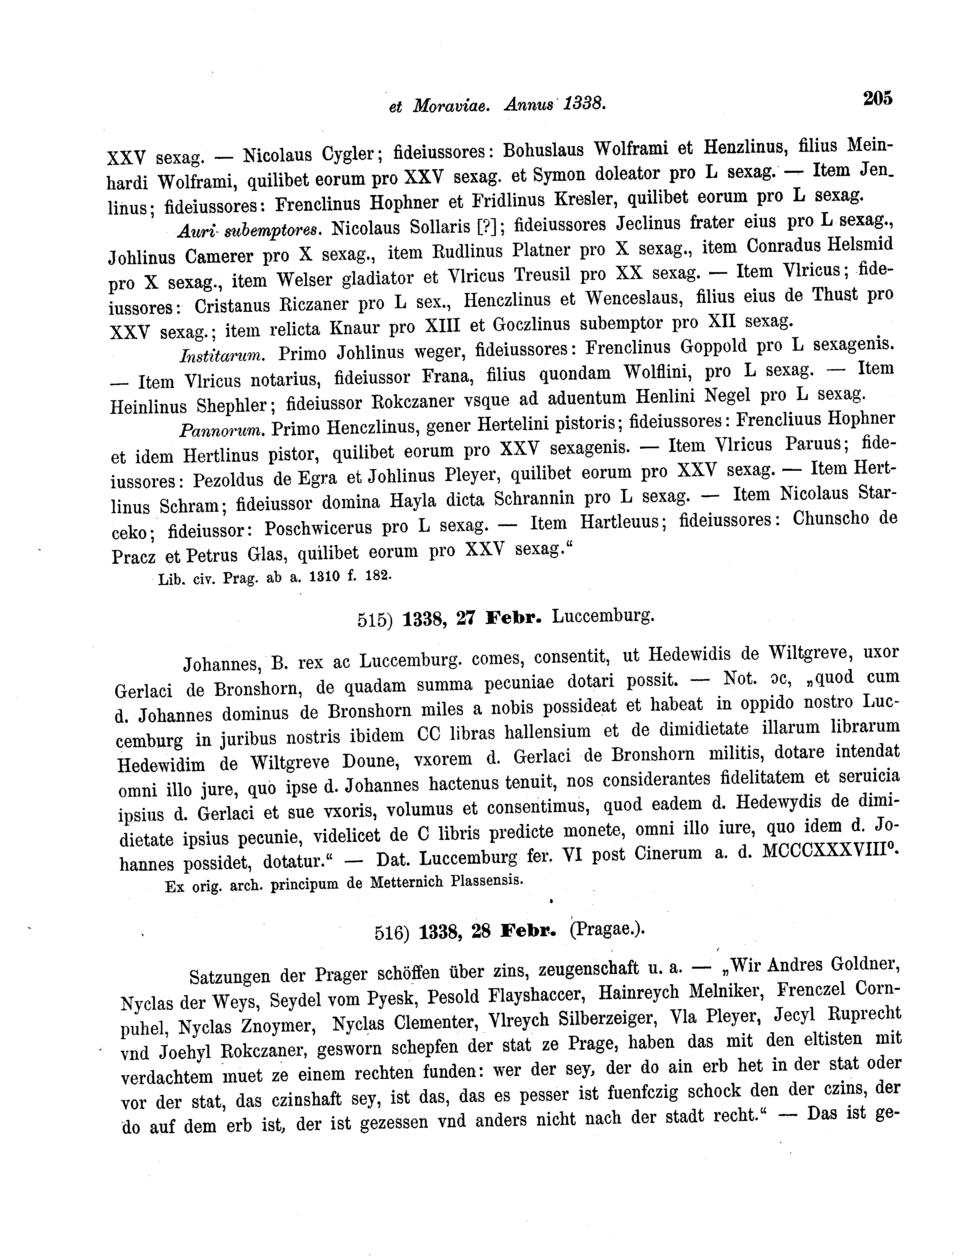 et Moraviae. Annus 1338. 205
XXV sexag. — Nicolaus Cygler; fideiussores: Bohuslaus Wolframi et Henzlinus, filius Mein-
hardi Wolframi, quilibet eorum pro XXV sexag. et Symon doleator pro L sexag. — Item Jen-
linus; fideiussores: Frenclinus Hophner et Fridlinus Kresler, quilibet eorum pro L sexag.
Auri subemptores. Nicolaus Sollaris [?]; fideiussores Jeclinus frater eius pro L sexag.,
Johlinus Camerer pro X sexag., item Rudlinus Platner pro X sexag., item Conradus Helsmid
pro X sexag., item Welser gladiator et Vlricus Treusil pro XX sexag. — Item Vlricus; fide-
iussores: Cristanus Riczaner pro L sex., Henczlinus et Wenceslaus, filius eius de Thust pro
XXV sexag.; item relicta Knaur pro XIII et Goczlinus subemptor pro XII sexag.
Institarum. Primo Johlinus weger, fideiussores: Frenclinus Goppold pro L sexagenis.
— Item Vlricus notarius, fideiussor Frana, filius quondam Wolflini, pro L sexag. — Item
Heinlinus Shephler; fideiussor Rokczaner vsque ad aduentum Henlini Negel pro L sexag.
Pannorum. Primo Henczlinus, gener Hertelini pistoris; fideiussores: Frencliuus Hophner
et idem Hertlinus pistor, quilibet eorum pro XXV sexagenis. — Item Vlricus Paruus; fide-
iussores: Pezoldus de Egra et Johlinus Pleyer, quilibet eorum pro XXV sexag. — Item Hert-
linus Schram; fideiussor domina Hayla dicta Schrannin pro L sexag. — Item Nicolaus Star-
ceko; fideiussor: Poschwicerus pro L sexag. — Item Hartleuus; fideiussores: Chunscho de
Pracz et Petrus Glas, quilibet eorum pro XXV sexag.“
Lib. civ. Prag. ab a. 1310 f. 182.
515) 1338, 27 Febr. Luccemburg.
Johannes, B. rex ac Luccemburg. comes, consentit, ut Hedewidis de Wiltgreve, uxor
Gerlaci de Bronshorn, de quadam summa pecuniae dotari possit. — Not. ɔc, „quod cum
d. Johannes dominus de Bronshorn miles a nobis possideat et habeat in oppido nostro Luc-
cemburg in juribus nostris ibidem CC libras hallensium et de dimidietate illarum librarum
Hedewidim de Wiltgreve Doune, vxorem d. Gerlaci de Bronshorn militis, dotare intendat
omni illo jure, quo ipse d. Johannes hactenus tenuit, nos considerantes fidelitatem et seruicia
ipsius d. Gerlaci et sue vxoris, volumus et consentimus, quod eadem d. Hedewydis de dimi-
dietate ipsius pecunie, videlicet de C libris predicte monete, omni illo iure, quo idem d. Jo-
hannes possidet, dotatur.“ — Dat. Luccemburg fer. VI post Cinerum a. d. MCCCXXXVIIIº.
Ex orig. arch. principum de Metternich Plassensis.
516) 1338, 28 Febr. (Pragae.).
Satzungen der Prager schöffen über zins, zeugenschaft u. a. — „Wir Andres Goldner,
Nyclas der Weys, Seydel vom Pyesk, Pesold Flayshaccer, Hainreych Melniker, Frenczel Corn-
puhel, Nyclas Znoymer, Nyclas Clementer, Vlreych Silberzeiger, Vla Pleyer, Jecyl Ruprecht
vnd Joehyl Rokczaner, gesworn schepfen der stat ze Prage, haben das mit den eltisten mit
verdachtem muet ze einem rechten funden: wer der sey, der do ain erb het in der stat oder
vor der stat, das czinshaft sey, ist das, das es pesser ist fuenfczig schock den der czins, der
do auf dem erb ist, der ist gezessen vnd anders nicht nach der stadt recht.“ — Das ist ge-